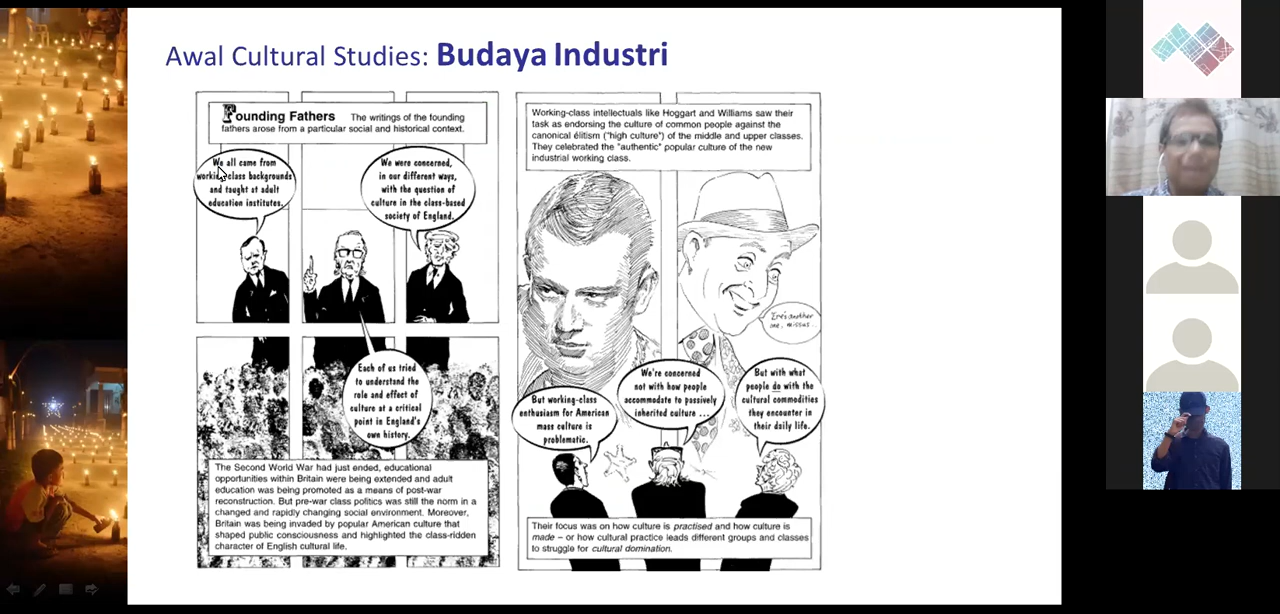 Awal Cultural Studies: Budaya Industri
Founding Fathers The writings of the founding
fathers arose from a particular social and historical context.
We all came from
working-class backgrounds
and taught at adult
education institutes.
We were concerned,
in our different ways,
with the question of
culture in the class-based
society of England.
Each of us tried
to understand the
role and effect of
culture at a critical
point in England's
own history.
The Second World War had just ended, educational
opportunities within Britain were being extended and adult
education was being promoted as a means of post-war
reconstruction. But pre-war class politics was still the norm in a
changed and rapidly changing social environment. Moreover,
Britain was being invaded by popular American culture that
shaped public consciousness and highlighted the class-ridden
character of English cultural life.
Working-class intellectuals like Hoggart and Williams saw their
task as endorsing the culture of common people against the
canonical élitism ("high culture") of the middle and upper classes.
They celebrated the "authentic" popular culture of the new
industrial working class.
'Ere's another
one, missus...
But working-class
enthusiasm for American
mass culture is
problematic.
We're concerned
not with how people
accommodate to passively
inherited culture ...
But with what
people do with the
cultural commodities
they encounter in
their daily life.
Their focus was on how culture is practised and how culture is
made – or how cultural practice leads different groups and classes
to struggle for cultural domination.